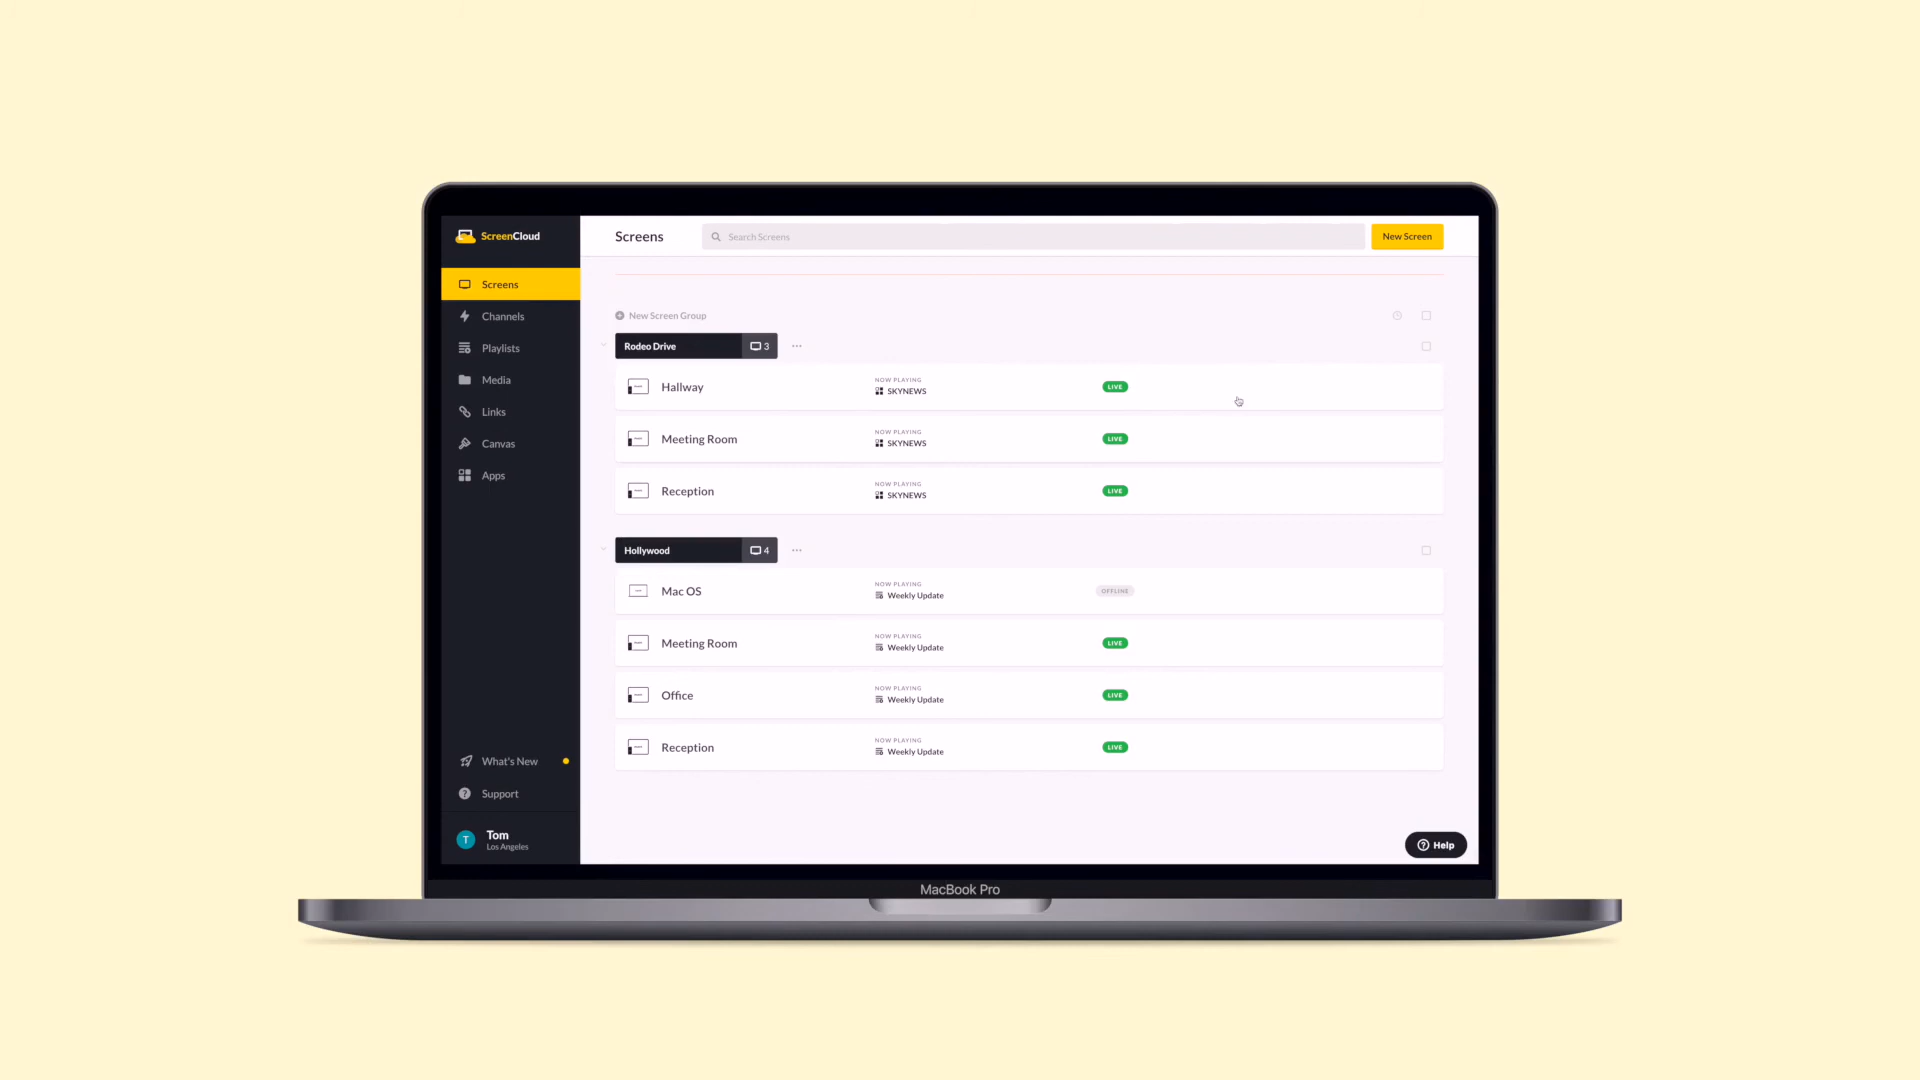 ScreenCloud
Screens
Search Screens
New Screen
Screens
Channels
Playlists
Media
Links
Canvas
Apps
What's New
Support
T
Tom
Los Angeles
New Screen Group
Rodeo Drive
3
Hallway
NOW PLAYING
SKYNEWS
LIVE
Meeting Room
NOW PLAYING
SKYNEWS
LIVE
Reception
NOW PLAYING
SKYNEWS
LIVE
Hollywood
4
Mac OS
NOW PLAYING
Weekly Update
OFFLINE
Meeting Room
NOW PLAYING
Weekly Update
LIVE
Office
NOW PLAYING
Weekly Update
LIVE
Reception
NOW PLAYING
Weekly Update
LIVE
Help
MacBook Pro